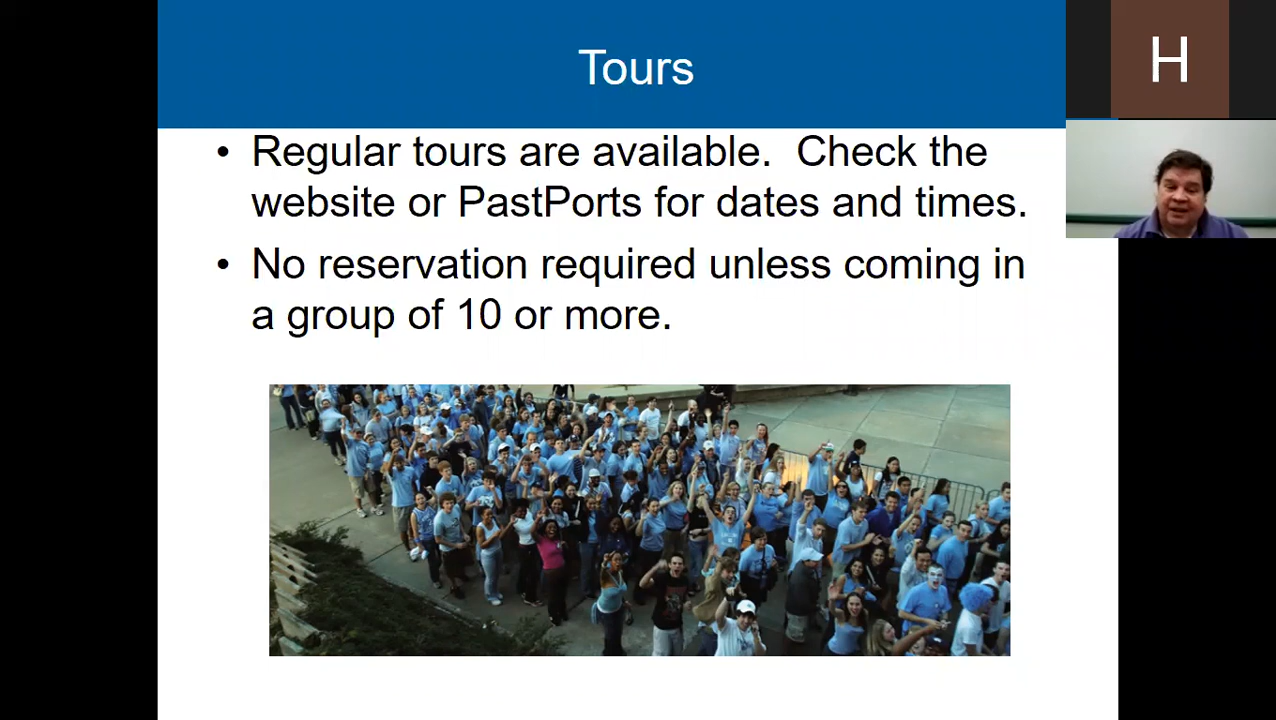 Tours
H
• Regular tours are available.  Check the
website or PastPorts for dates and times.
• No reservation required unless coming in
a group of 10 or more.